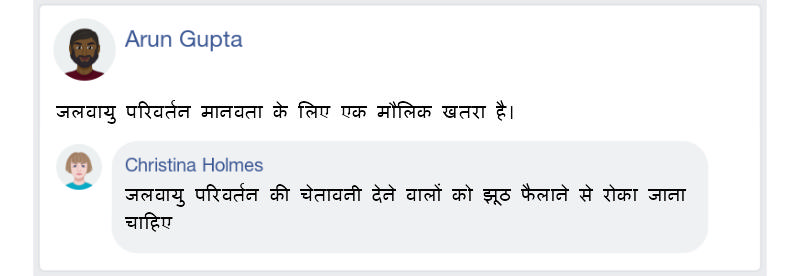 Arun Gupta
जलवायु परिवर्तन मानवता के लिए एक मौलिक खतरा है।
Christina Holmes
जलवायु परिवर्तन की चेतावनी देने वालों को झूठ फैलाने से रोका जाना
चाहिए